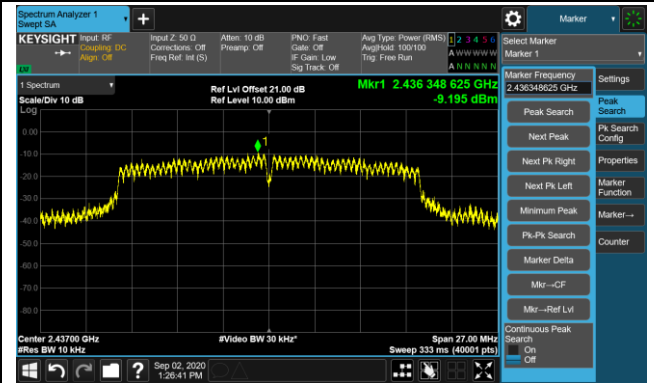 Spectrum Analyzer 1
Swept SA
+
Marker
KEYSIGHT
Input: RF
Coupling: DC
Align: Off
Input Z: 50 Ω
Corrections: Off
Freq Ref: Int (S)
Atten: 10 dB
Preamp: Off
PNO: Fast
Gate: Off
IF Gain: Low
Sig Track: Off
Avg Type: Power (RMS)
Avg|Hold: 100/100
Trig: Free Run
1 2 3 4 5 6
A W W W W W
A N N N N N
Select Marker
Marker 1
1 Spectrum
Scale/Div 10 dB
Log
Ref Lvl Offset 21.00 dB
Ref Level 10.00 dBm
Mkr1 2.436 348 625 GHz
-9.195 dBm
0.00
-10.0
-20.0
-30.0
-40.0
-50.0
-60.0
-70.0
-80.0
1
Center 2.43700 GHz
#Res BW 10 kHz
#Video BW 30 kHz*
Span 27.00 MHz
Sweep 333 ms (40001 pts)
Marker Frequency
2.436348625 GHz
Peak Search
Next Peak
Next Pk Right
Next Pk Left
Minimum Peak
Pk-Pk Search
Marker Delta
Mkr→CF
Mkr→Ref Lvl
Continuous Peak
Search
On
Off
Settings
Peak
Search
Pk Search
Config
Properties
Marker
Function
Marker→
Counter
?
Sep 02, 2020
1:26:41 PM